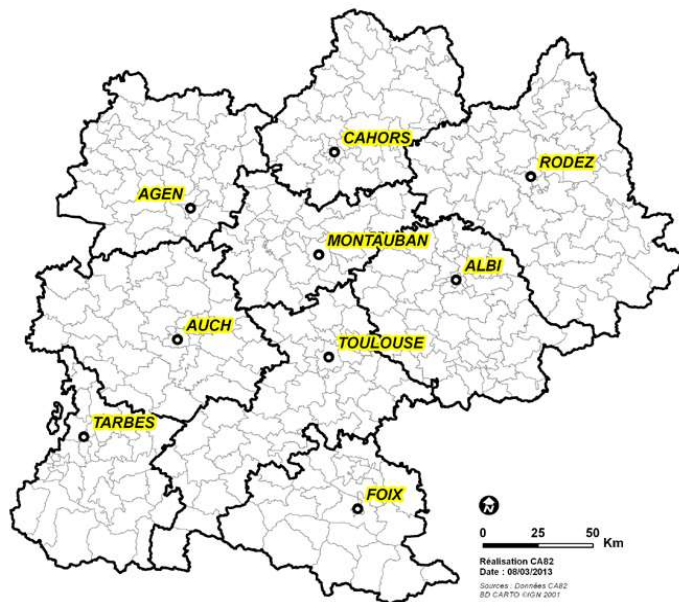 CAHORS
RODEZ
AGEN
MONTAUBAN
ALBI
AUCH
TOULOUSE
TARBES
FOIX
N
0 25 50
Km
Réalisation CA82
Date : 08/03/2013
Sources : Données CA82
BD CARTO ©IGN 2001